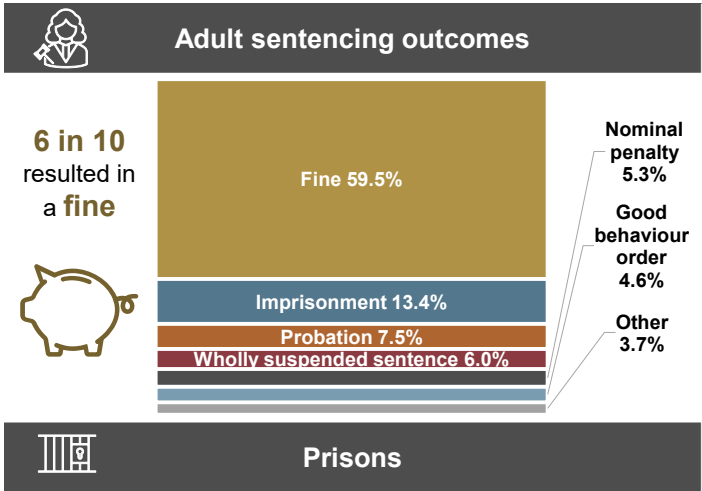 Adult sentencing outcomes
6 in 10
resulted in
a fine
Fine 59.5%
Imprisonment 13.4%
Probation 7.5%
Wholly suspended sentence 6.0%
Nominal
penalty
5.3%
Good
behaviour
order
4.6%
Other
3.7%
Prisons